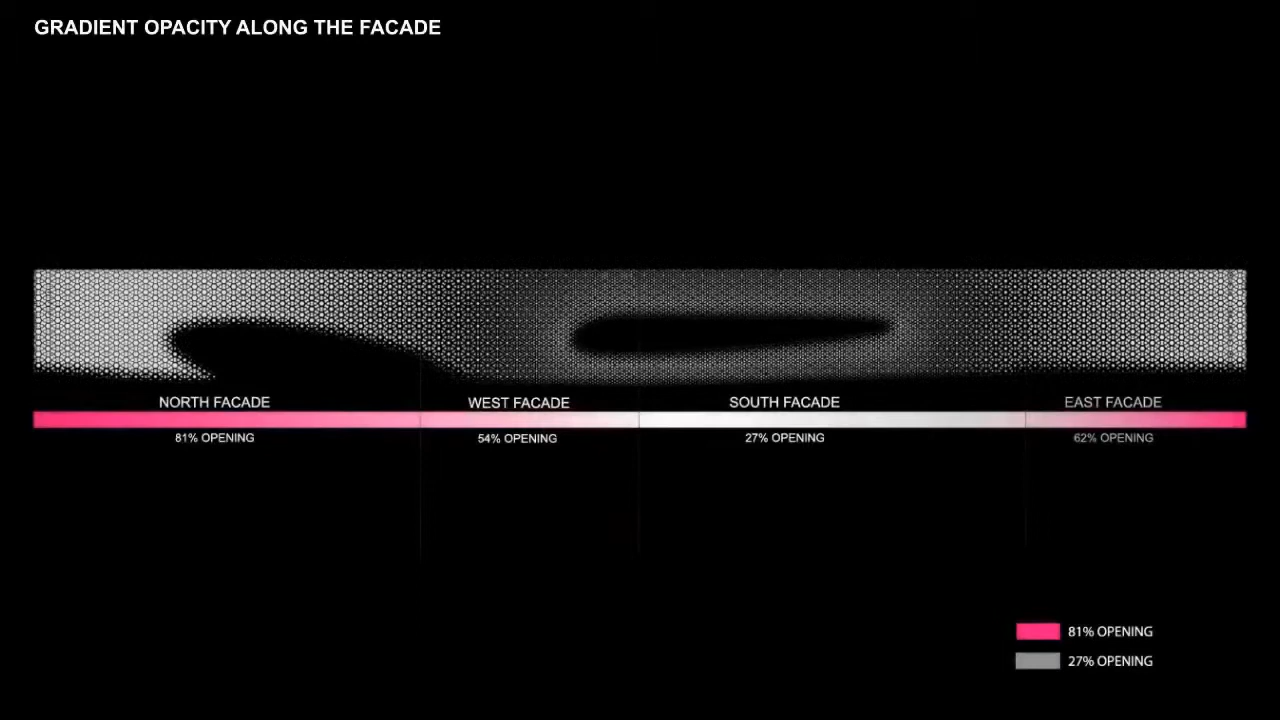 GRADIENT OPACITY ALONG THE FACADE
NORTH FACADE
WEST FACADE
SOUTH FACADE
EAST FACADE
81% OPENING
54% OPENING
27% OPENING
62% OPENING
81% OPENING
27% OPENING